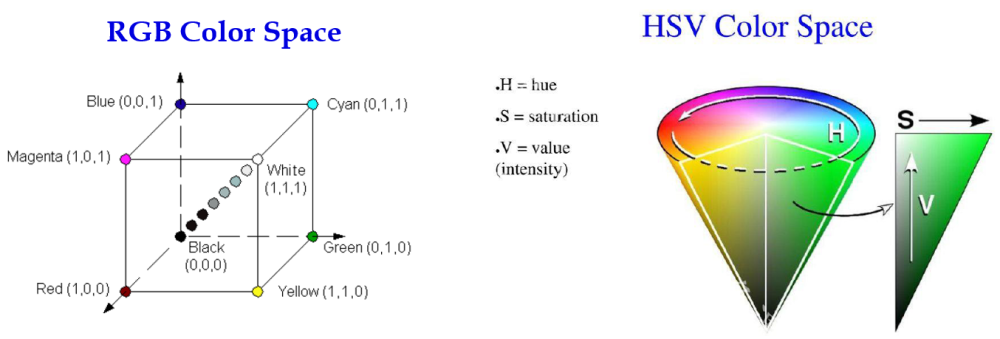 RGB Color Space
Blue (0,0,1)
Cyan (0,1,1)
Magenta (1,0,1)
White
(1,1,1)
Black
(0,0,0)
Green (0,1,0)
Red (1,0,0)
Yellow (1,1,0)
HSV Color Space
.H = hue
.S = saturation
.V = value
(intensity)
H
S
V